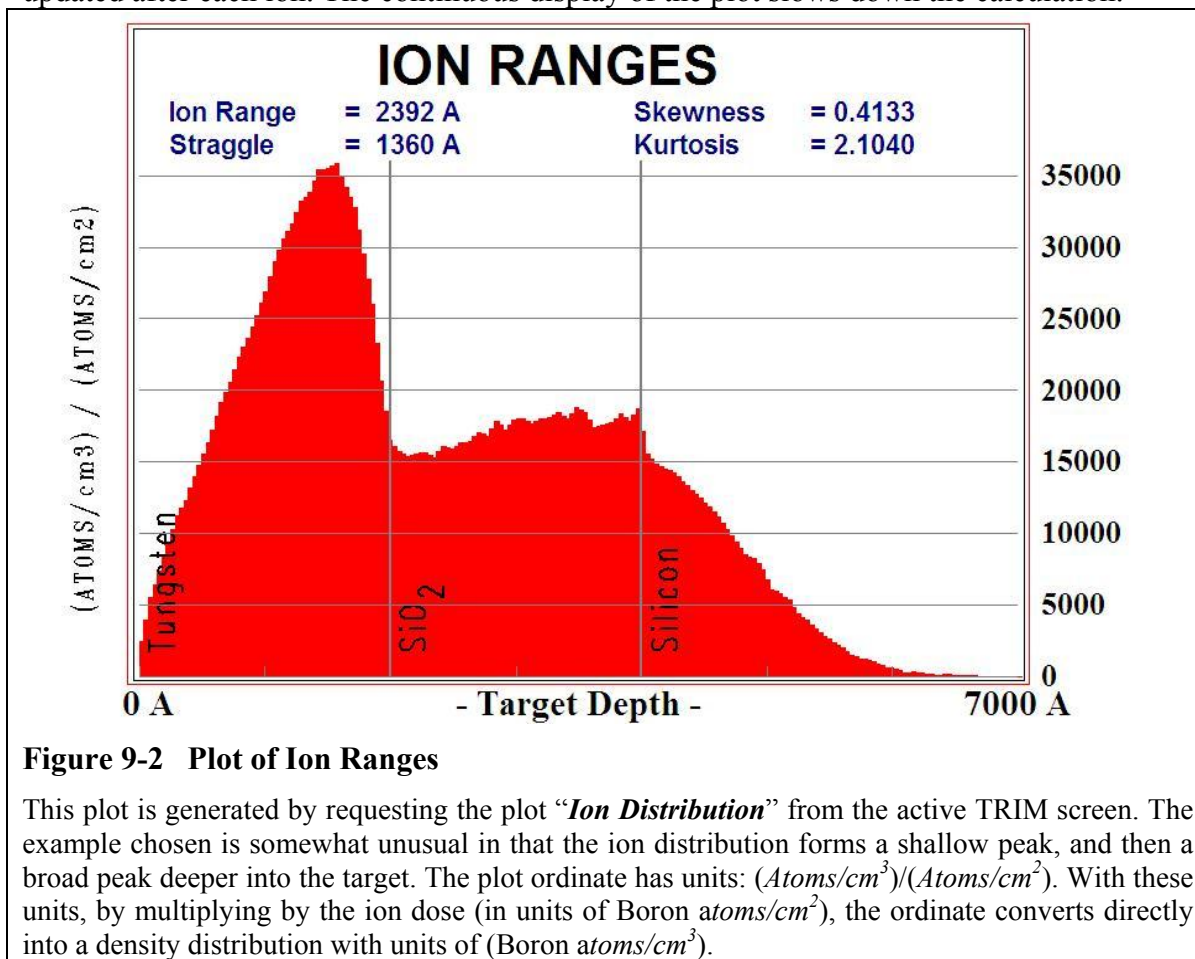 updated after each ion. The continuous display of the plot slows down the calculation.
ION RANGES
Ion Range = 2392 A Skewness = 0.4133
Straggle = 1360 A Kurtosis = 2.1040
(ATOMS/cm3) / (ATOMS/cm2)
35000
30000
25000
20000
15000
10000
5000
0
Tungsten
SiO2
Silicon
0 A - Target Depth - 7000 A
Figure 9-2 Plot of Ion Ranges
This plot is generated by requesting the plot “Ion Distribution” from the active TRIM screen. The
example chosen is somewhat unusual in that the ion distribution forms a shallow peak, and then a
broad peak deeper into the target. The plot ordinate has units: (Atoms/cm³)/(Atoms/cm²). With these
units, by multiplying by the ion dose (in units of Boron atoms/cm²), the ordinate converts directly
into a density distribution with units of (Boron atoms/cm³).